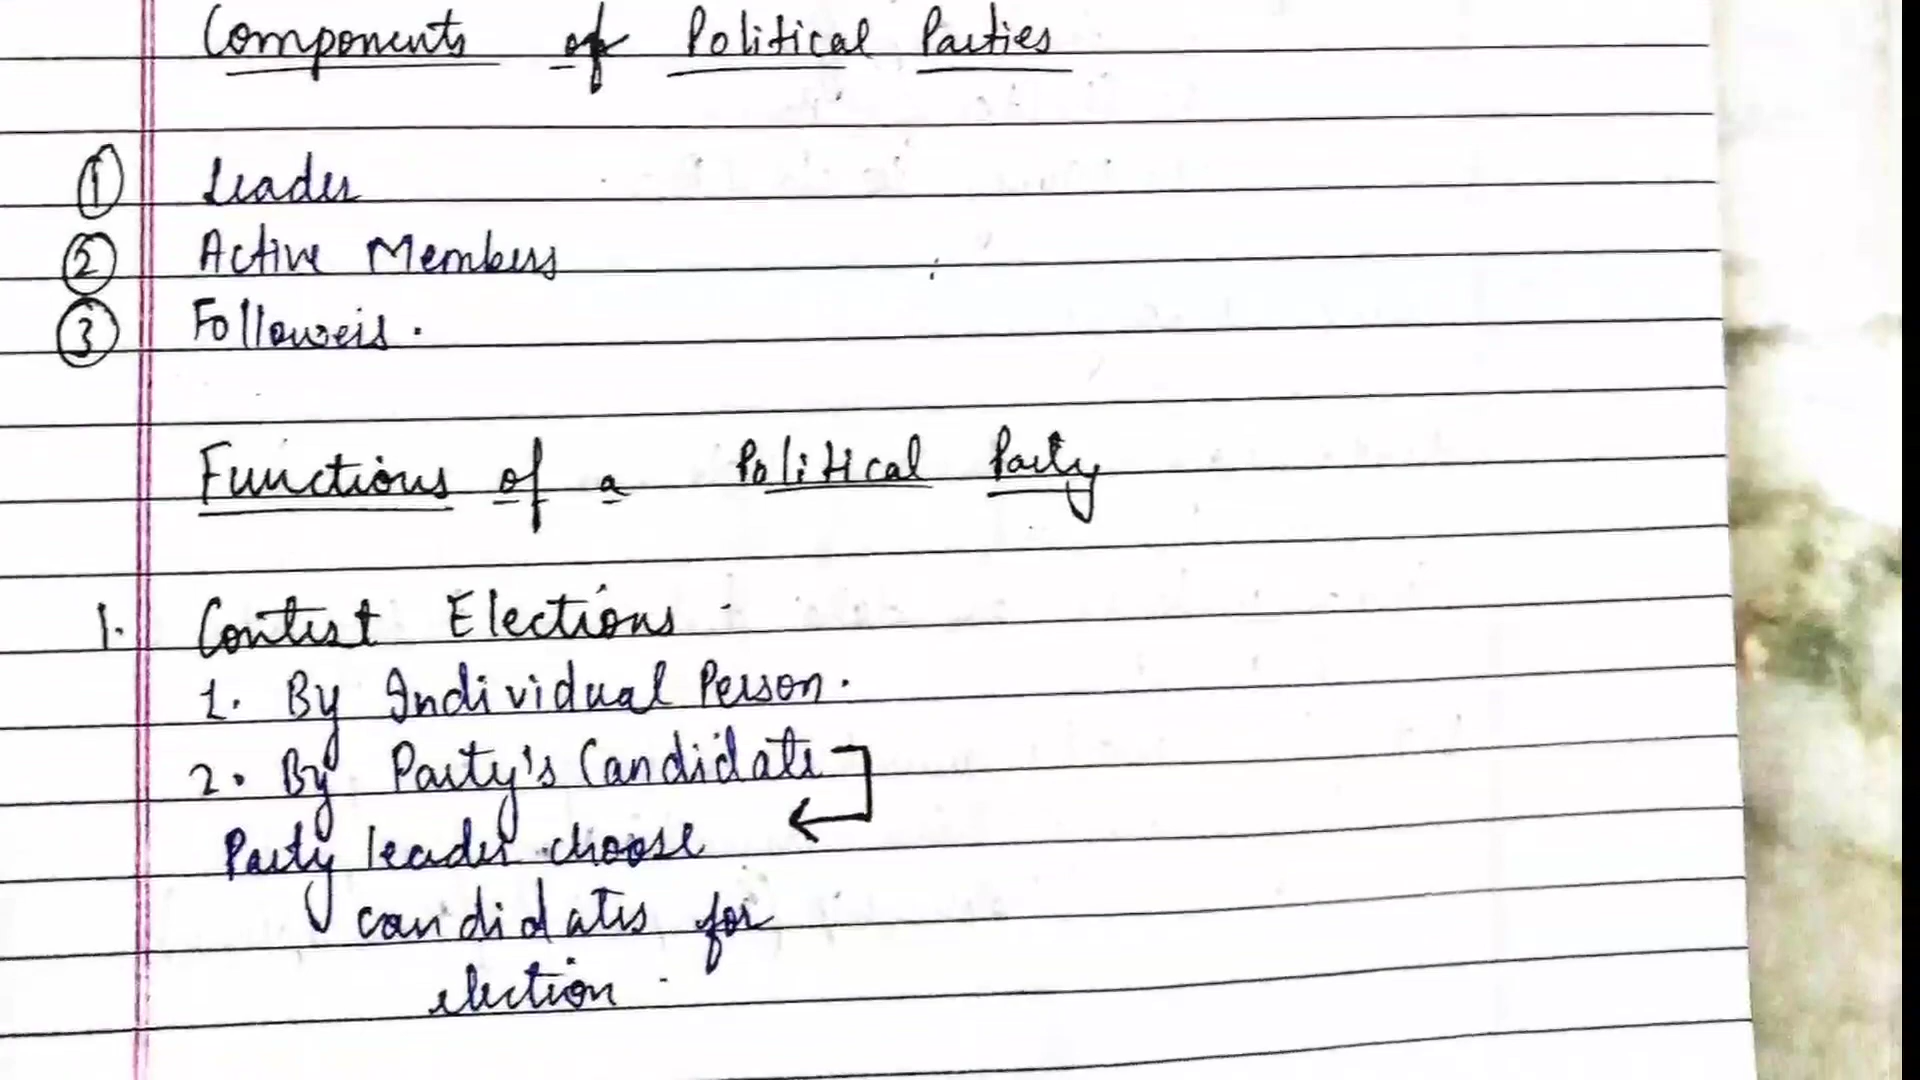 Components of Political Parties
① Leader
② Active Members
③ Followers.
Functions of a Political Party
1. Contest Elections -
1. By Individual Person.
2. By Party's Candidate
Party leader choose
candidates for
election.